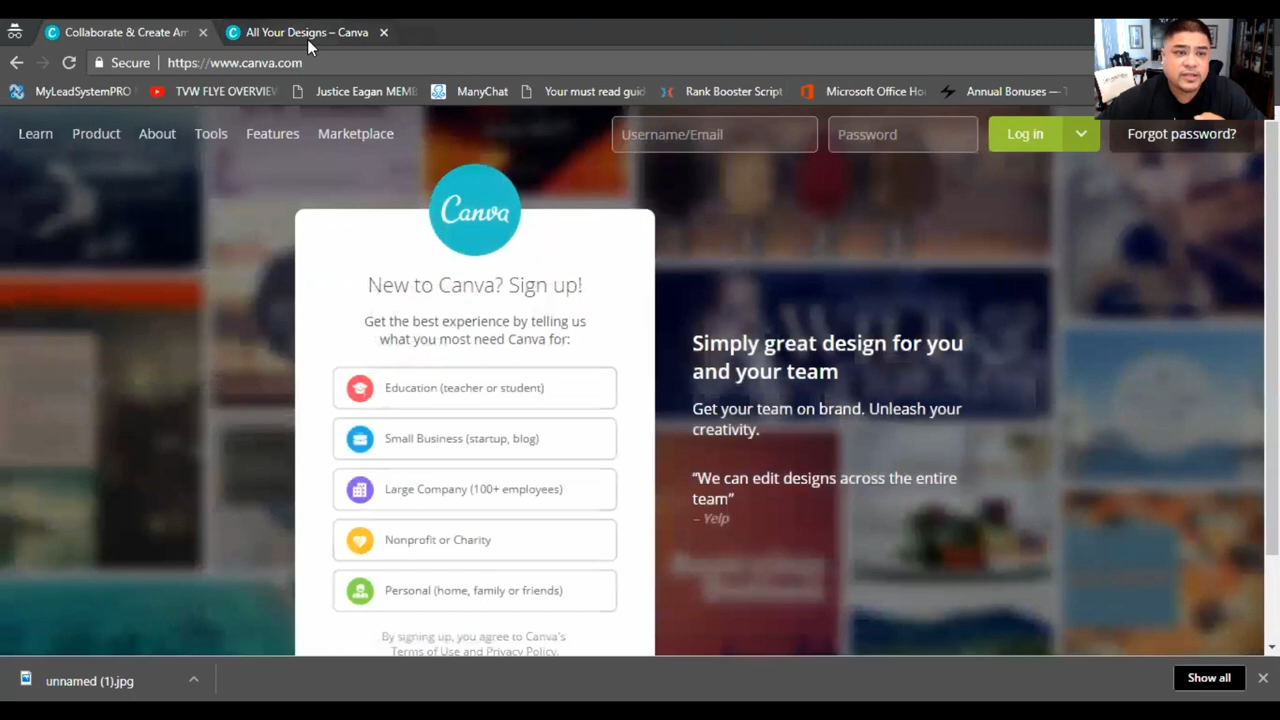 Collaborate & Create Am
All Your Designs – Canva
Secure
https://www.canva.com
MyLeadSystemPRO
TVW FLYE OVERVIEW
Justice Eagan MEMB
ManyChat
Your must read guid
Rank Booster Script
Microsoft Office Ho
Annual Bonuses —
Learn
Product
About
Tools
Features
Marketplace
Username/Email
Password
Log in
Forgot password?
Canva
New to Canva? Sign up!
Get the best experience by telling us
what you most need Canva for:
Education (teacher or student)
Small Business (startup, blog)
Large Company (100+ employees)
Nonprofit or Charity
Personal (home, family or friends)
By signing up, you agree to Canva's
Terms of Use and Privacy Policy.
Simply great design for you
and your team
Get your team on brand. Unleash your
creativity.
“We can edit designs across the entire
team”
– Yelp
unnamed (1).jpg
Show all